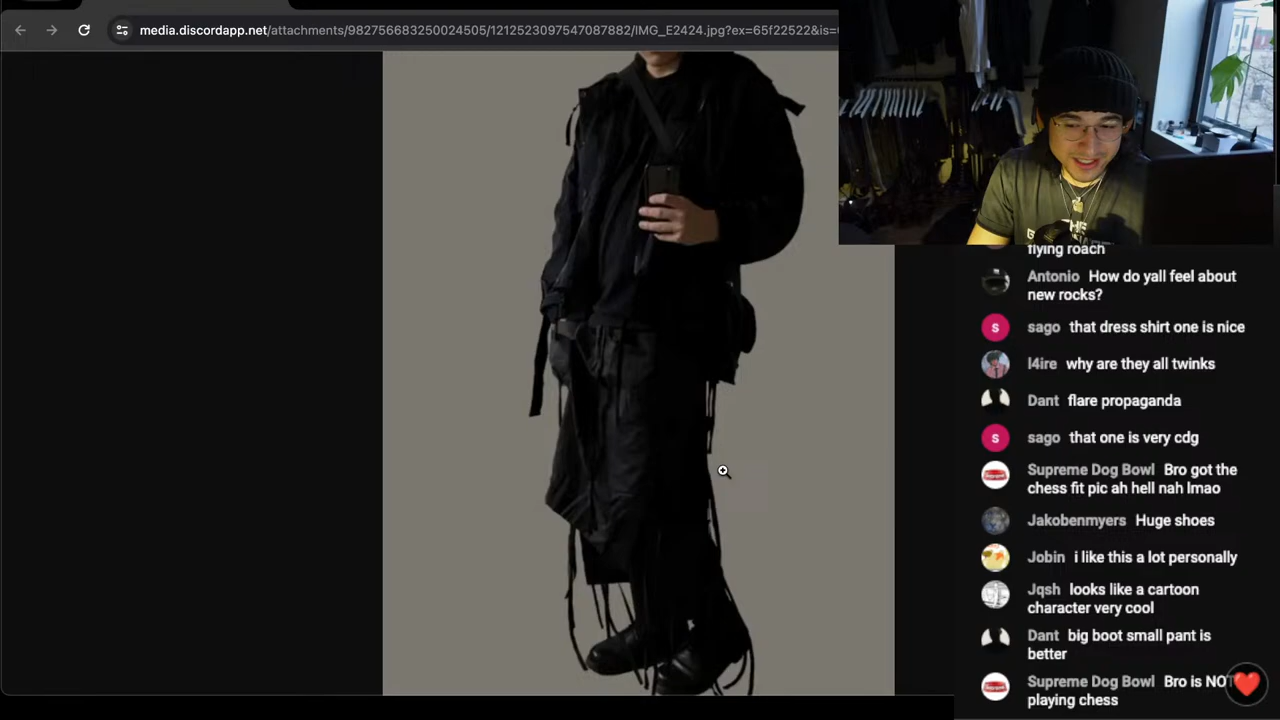 media.discordapp.net/attachments/982756683250024505/1212523097547087882/IMG_E2424.jpg?ex=65f22522&is=
THE
flying roach
Antonio How do yall feel about
new rocks?
sago that dress shirt one is nice
l4ire why are they all twinks
Dant flare propaganda
sago that one is very cdg
Supreme Dog Bowl Bro got the
chess fit pic ah hell nah lmao
Jakobenmyers Huge shoes
Jobin i like this a lot personally
Jqsh looks like a cartoon
character very cool
Dant big boot small pant is
better
Supreme Dog Bowl Bro is NOT
playing chess